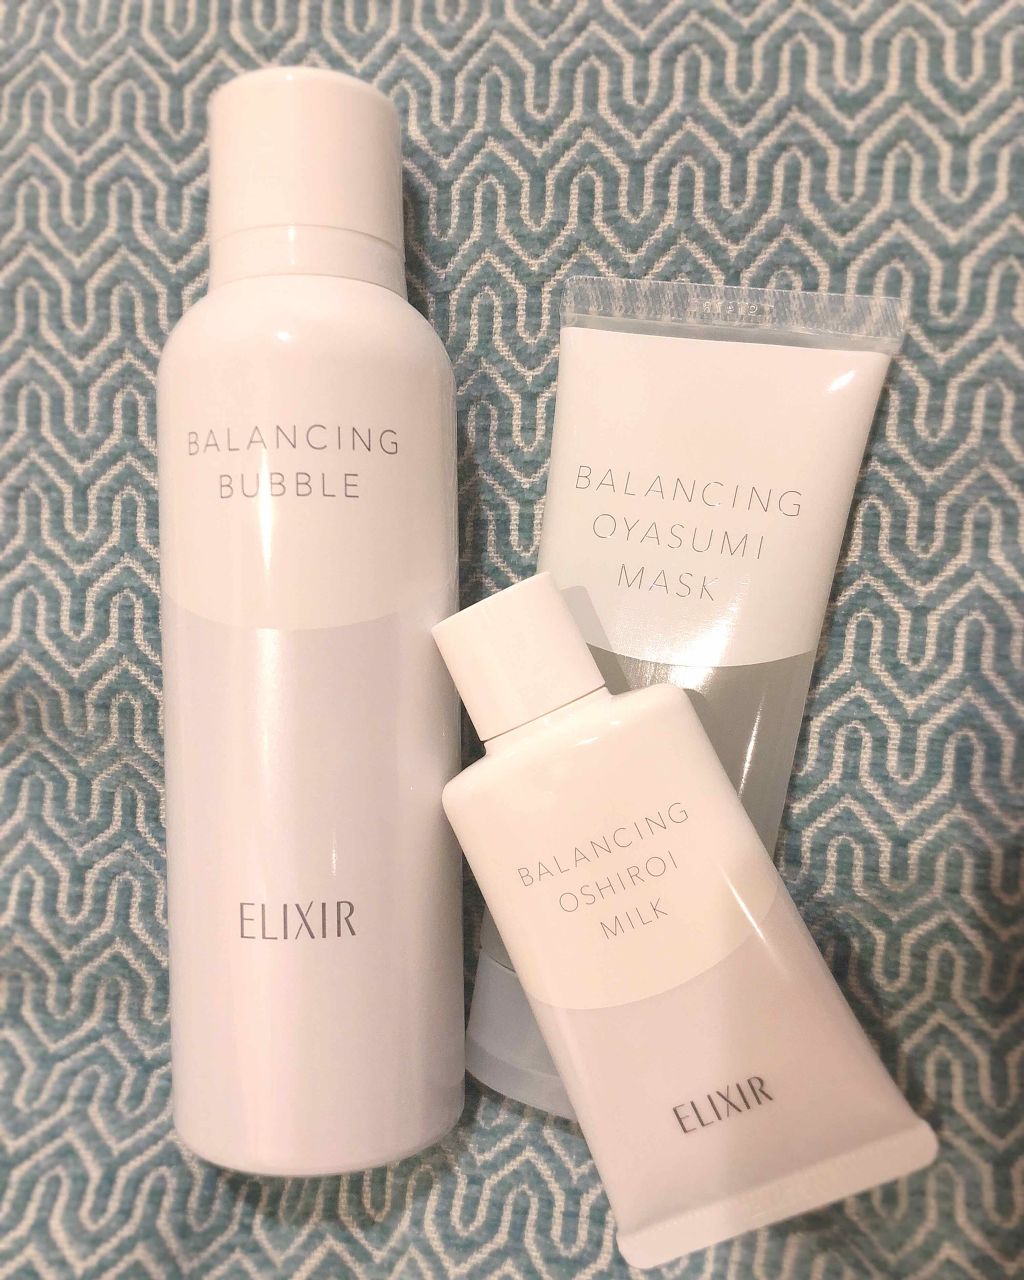 BALANCING
BUBBLE
ELIXIR
BALANCING
OYASUMI
MASK
BALANCING
OSHIROI
MILK
ELIXIR